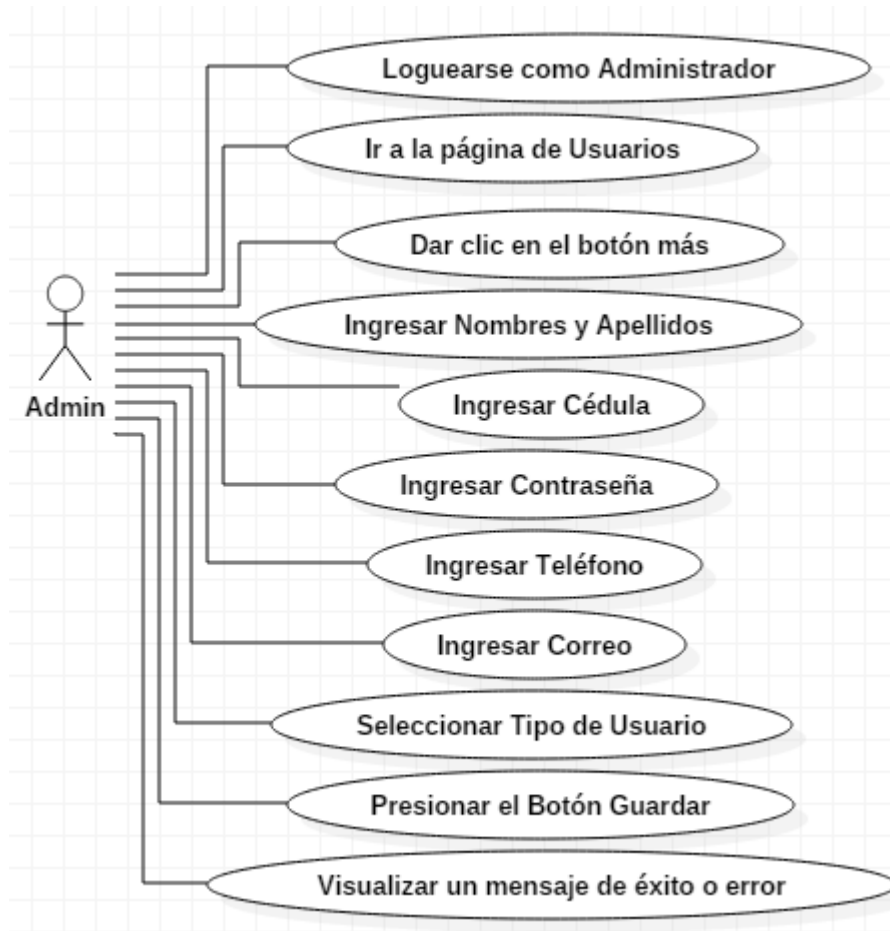 Loguearse como Administrador
Ir a la página de Usuarios
Dar clic en el botón más
Ingresar Nombres y Apellidos
Admin
Ingresar Cédula
Ingresar Contraseña
Ingresar Teléfono
Ingresar Correo
Seleccionar Tipo de Usuario
Presionar el Botón Guardar
Visualizar un mensaje de éxito o error